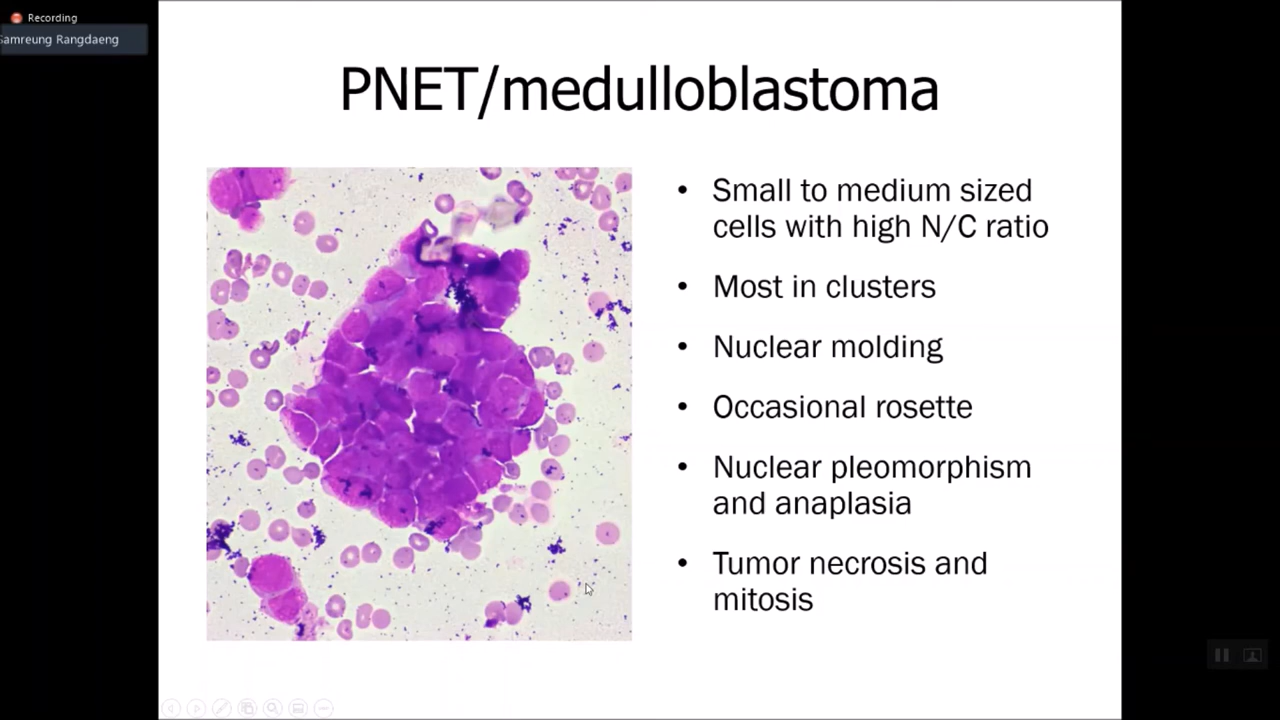 Recording
Samreung Rangdaeng
PNET/medulloblastoma
• Small to medium sized
cells with high N/C ratio
• Most in clusters
• Nuclear molding
• Occasional rosette
• Nuclear pleomorphism
and anaplasia
• Tumor necrosis and
mitosis